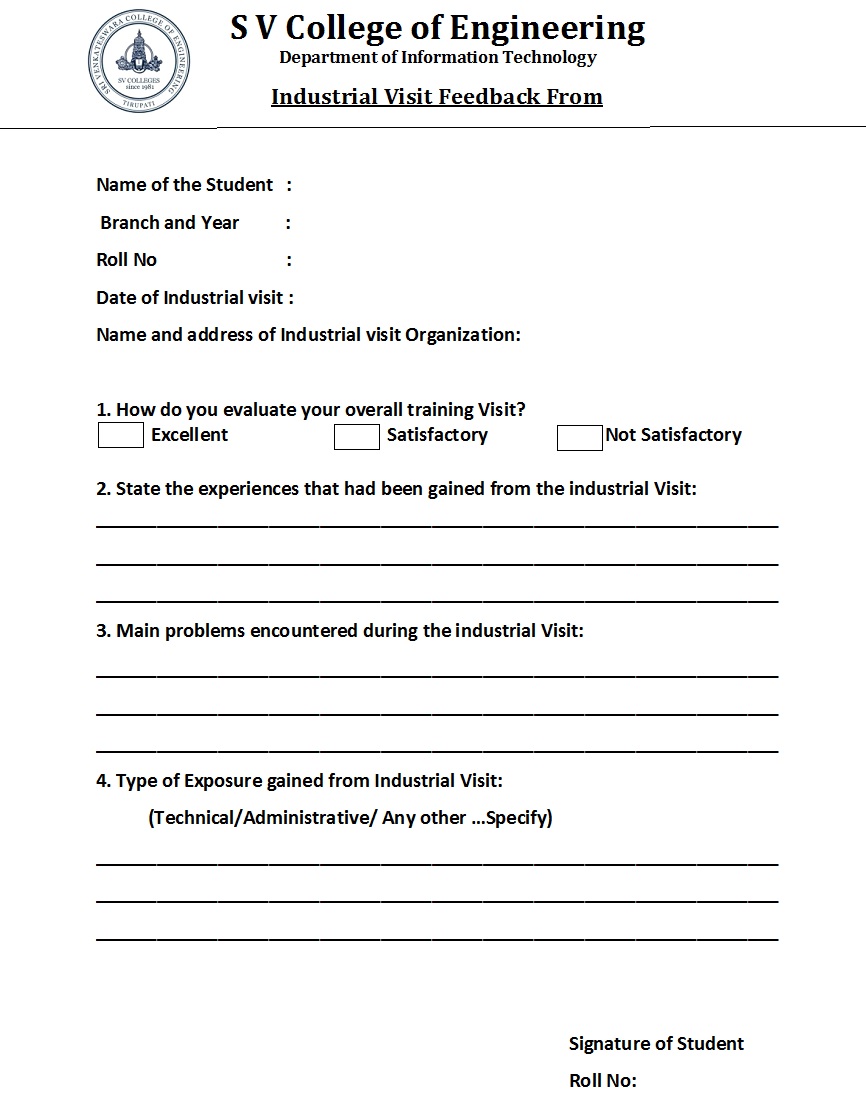 S V College of Engineering
Department of Information Technology
Industrial Visit Feedback From
SRI VENKATESWARA COLLEGE OF ENGINEERING
SV COLLEGES
since 1981
TIRUPATI
Name of the Student :
Branch and Year :
Roll No :
Date of Industrial visit :
Name and address of Industrial visit Organization:
1. How do you evaluate your overall training Visit?
Excellent Satisfactory Not Satisfactory
2. State the experiences that had been gained from the industrial Visit:
3. Main problems encountered during the industrial Visit:
4. Type of Exposure gained from Industrial Visit:
(Technical/Administrative/ Any other ...Specify)
Signature of Student
Roll No: